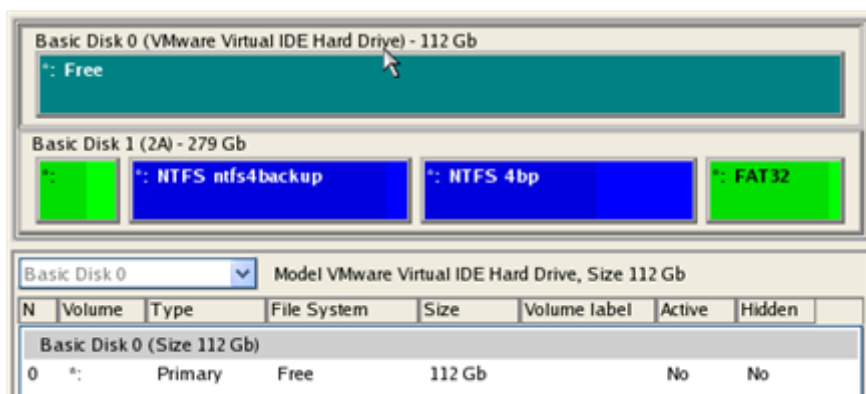 Basic Disk 0 (VMware Virtual IDE Hard Drive) - 112 Gb
*: Free
Basic Disk 1 (2A) - 279 Gb
*: *: NTFS ntfs4backup *: NTFS 4bp *: FAT32
Basic Disk 0 Model VMware Virtual IDE Hard Drive, Size 112 Gb
N Volume Type File System Size Volume label Active Hidden
Basic Disk 0 (Size 112 Gb)
0 *: Primary Free 112 Gb No No